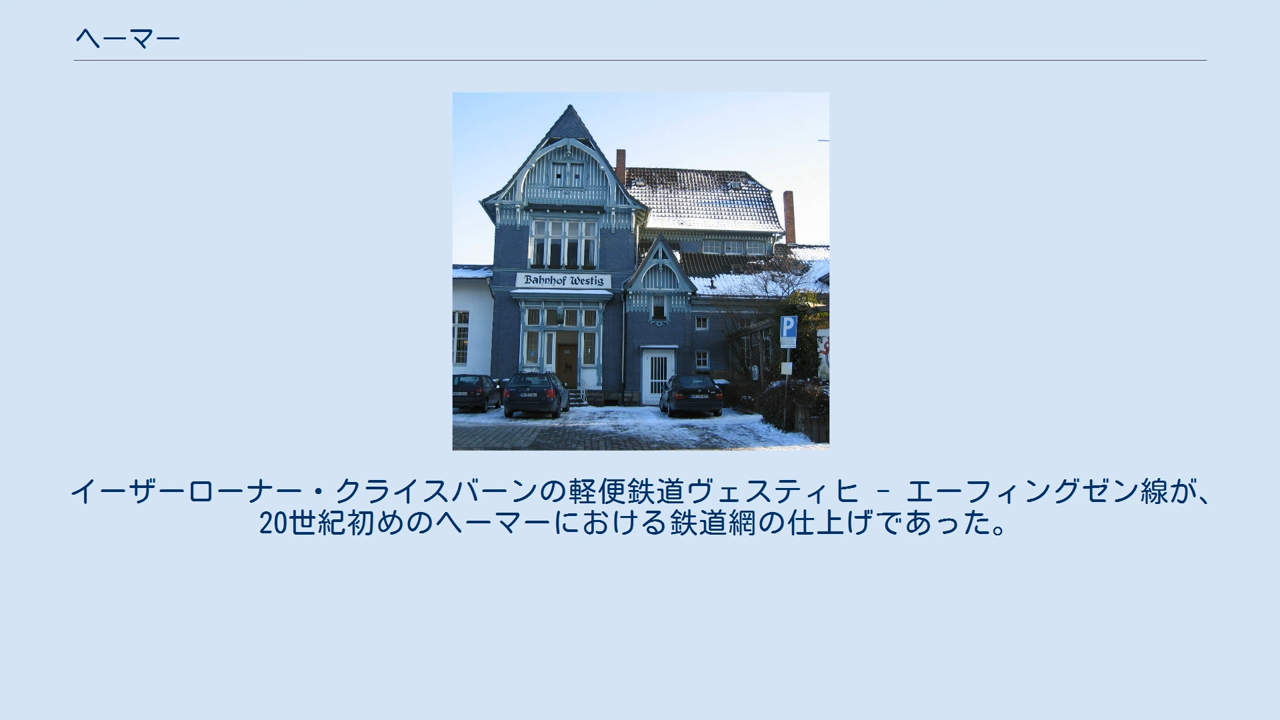 ヘーマー
Bahnhof Westig
P
イーザーローナー・クライスバーンの軽便鉄道ヴェスティヒ - エーフィングゼン線が、
20世紀初めのヘーマーにおける鉄道網の仕上げであった。